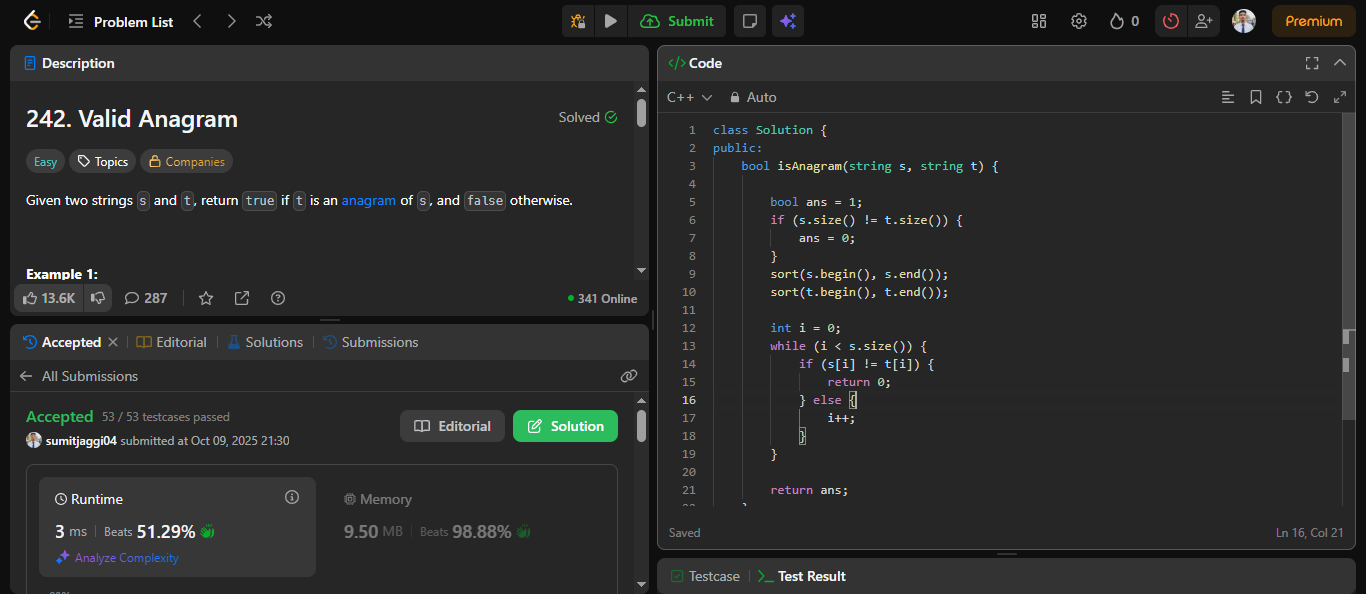 Problem List
Submit
0
Premium
Description
242. Valid Anagram
Solved
Easy
Topics
Companies
Given two strings s and t, return true if t is an anagram of s, and false otherwise.
Example 1:
13.6K
287
341 Online
Accepted
Editorial
Solutions
Submissions
All Submissions
Accepted 53 / 53 testcases passed
sumitjaggi04 submitted at Oct 09, 2025 21:30
Editorial
Solution
Runtime
3 ms Beats 51.29%
Analyze Complexity
Memory
9.50 MB Beats 98.88%
</> Code
C++
Auto
1 class Solution {
2 public:
3     bool isAnagram(string s, string t) {
4
5         bool ans = 1;
6         if (s.size() != t.size()) {
7             ans = 0;
8         }
9         sort(s.begin(), s.end());
10         sort(t.begin(), t.end());
11
12         int i = 0;
13         while (i < s.size()) {
14             if (s[i] != t[i]) {
15                 return 0;
16             } else {
17                 i++;
18             }
19         }
20
21         return ans;
Saved
Ln 16, Col 21
Testcase
Test Result